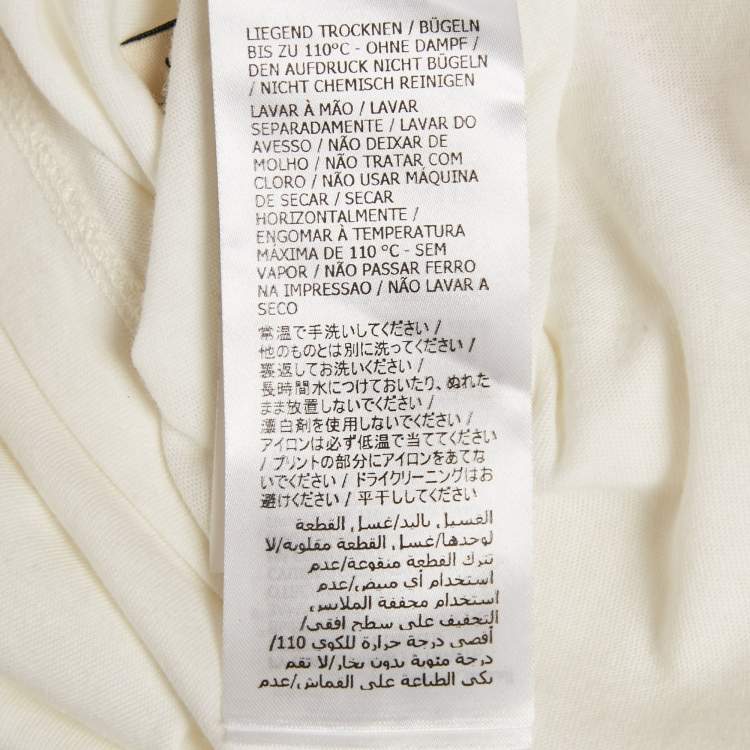 LIEGEND TROCKNEN / BÜGELN
BIS ZU 110°C - OHNE DAMPF /
DEN AUFDRUCK NICHT BÜGELN
/ NICHT CHEMISCH REINIGEN
LAVAR À MÃO / LAVAR
SEPARADAMENTE / LAVAR DO
AVESSO / NÃO DEIXAR DE
MOLHO / NÃO TRATAR COM
CLORO / NÃO USAR MÁQUINA
DE SECAR / SECAR
HORIZONTALMENTE /
ENGOMAR À TEMPERATURA
MÁXIMA DE 110 °C - SEM
VAPOR / NÃO PASSAR FERRO
NA IMPRESSAO / NÃO LAVAR A
SECO
常温で手洗いしてください /
他のものとは別に洗ってください /
裏返してお洗いください /
長時間水につけておいたり、ぬれた
まま放置しないでください /
漂白剤を使用しないでください /
アイロンは必ず低温で当ててください
/ プリントの部分にアイロンをあてな
いでください / ドライクリーニングはお
避けください / 平干ししてください
الغسيل باليد/غسل القطعة
لوحدها/غسل القطعة مقلوبة/لا
تترك القطعة منقوعة/عدم
استخدام أي مبيض/عدم
استخدام مجففة الملابس
التجفيف على سطح افقي/
أقصى درجة حرارة للكوي 110/
درجة مئوية بدون بخار/لا تقم
بكي الطباعة على القماش/عدم